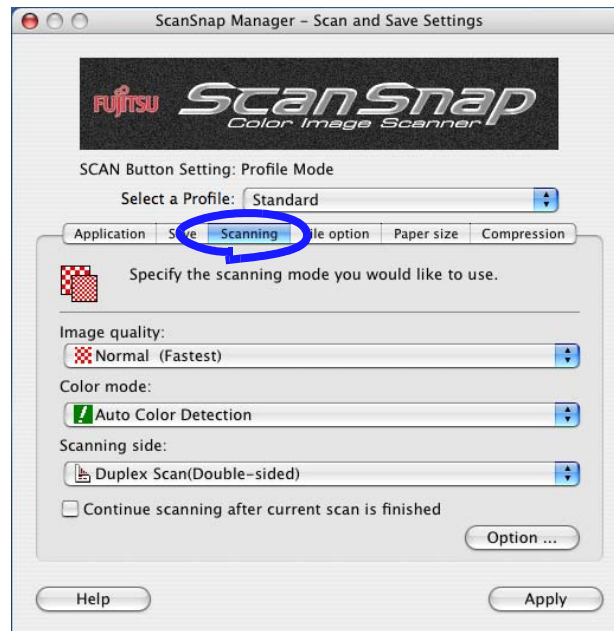 ScanSnap Manager – Scan and Save Settings
FUJITSU ScanSnap
Color Image Scanner
SCAN Button Setting: Profile Mode
Select a Profile: Standard
Application Save Scanning File option Paper size Compression
Specify the scanning mode you would like to use.
Image quality:
Normal (Fastest)
Color mode:
Auto Color Detection
Scanning side:
Duplex Scan(Double-sided)
Continue scanning after current scan is finished
Option ...
Help Apply